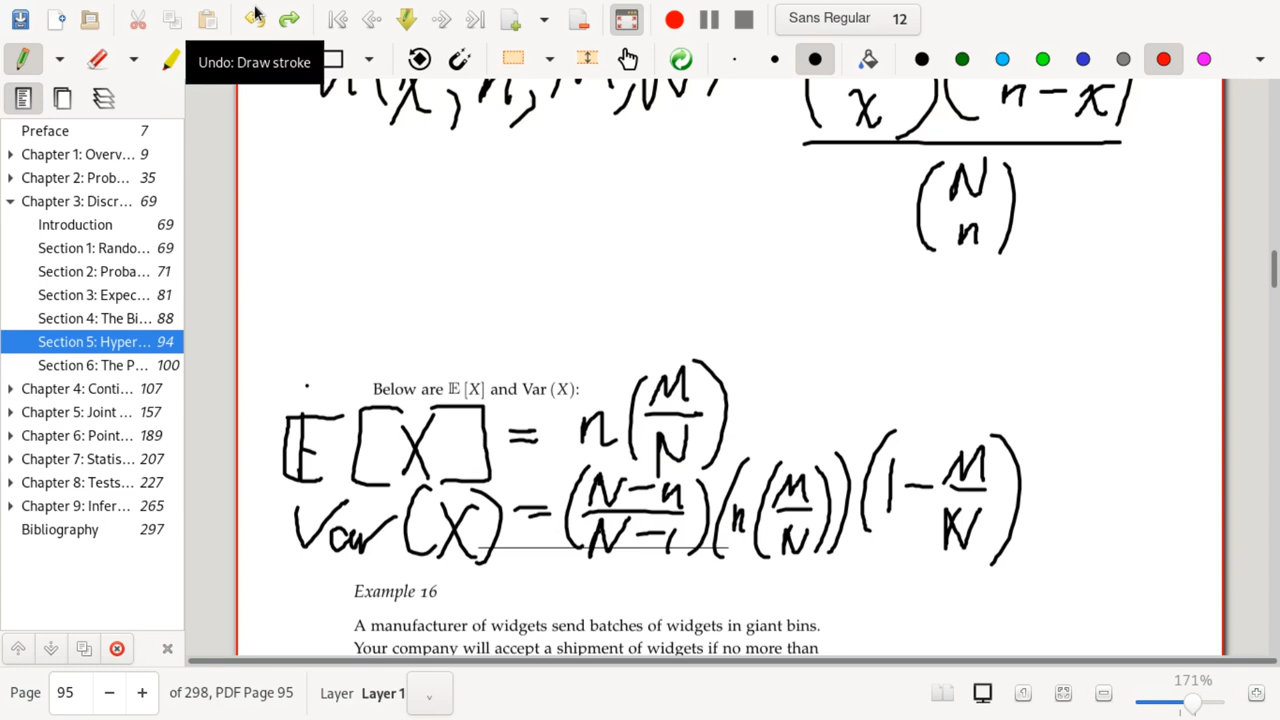 Sans Regular 12
Undo: Draw stroke
Preface 7
Chapter 1: Overv... 9
Chapter 2: Prob... 35
Chapter 3: Discr... 69
Introduction 69
Section 1: Rando... 69
Section 2: Proba... 71
Section 3: Expec... 81
Section 4: The Bi... 88
Section 5: Hyper... 94
Section 6: The P... 100
Chapter 4: Conti... 107
Chapter 5: Joint ... 157
Chapter 6: Point... 189
Chapter 7: Statis... 207
Chapter 8: Tests... 227
Chapter 9: Infer... 265
Bibliography 297
(x)(n-x)
(N
n)
Below are 𝔼 [X] and Var (X):
𝔼[X] = n(M/N)
Var(X) = ((N-n)/(N-1))(n(M/N))(1-M/N)
Example 16
A manufacturer of widgets send batches of widgets in giant bins.
Your company will accept a shipment of widgets if no more than
Page 95 of 298, PDF Page 95 Layer Layer 1 171%